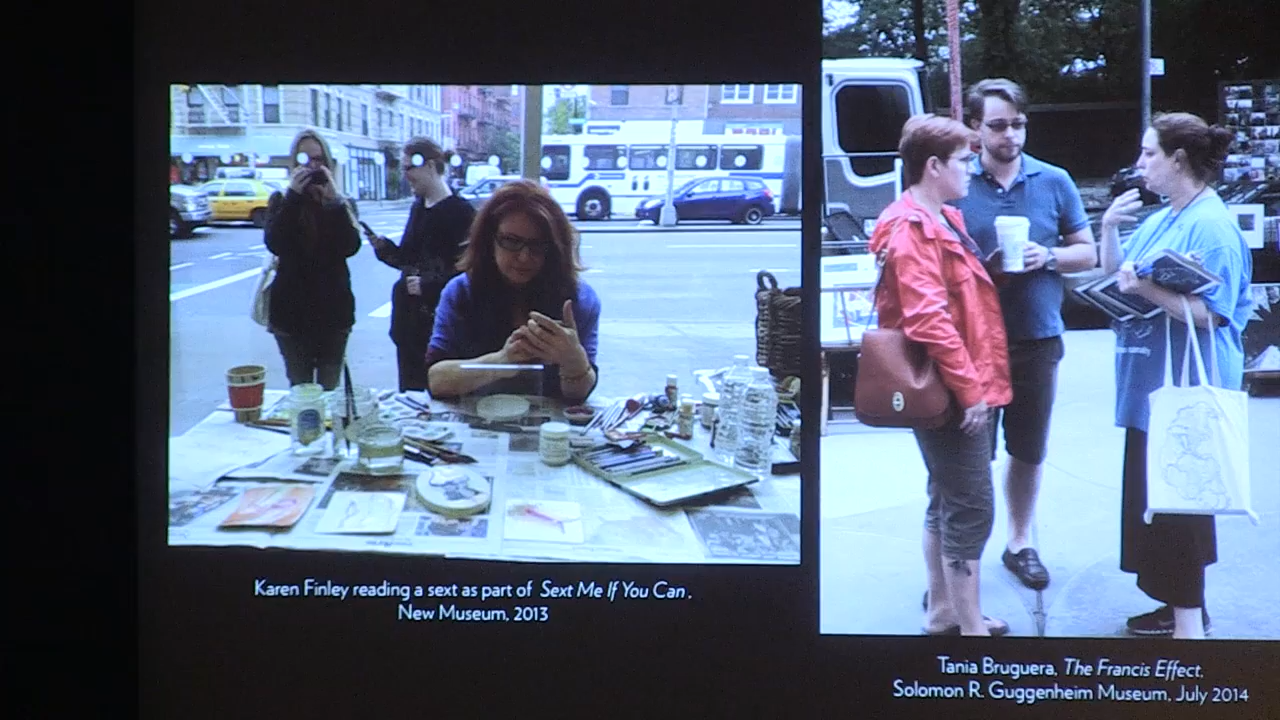 Karen Finley reading a sext as part of Sext Me If You Can,
New Museum, 2013
Tania Bruguera, The Francis Effect,
Solomon R. Guggenheim Museum, July 2014